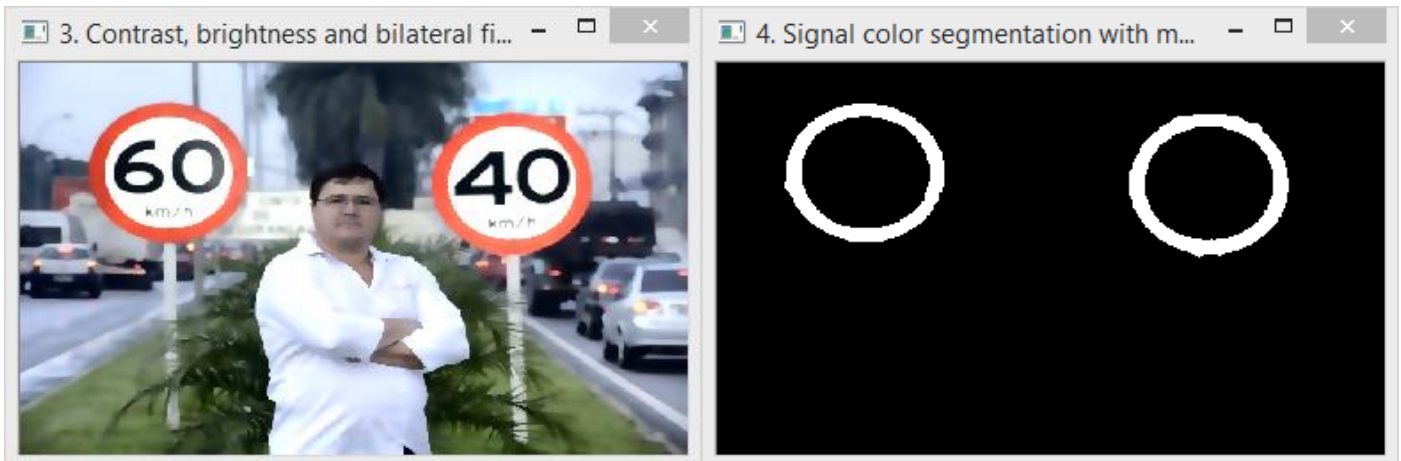 3. Contrast, brightness and bilateral fi...
4. Signal color segmentation with m...
60
km/h
40
km/h